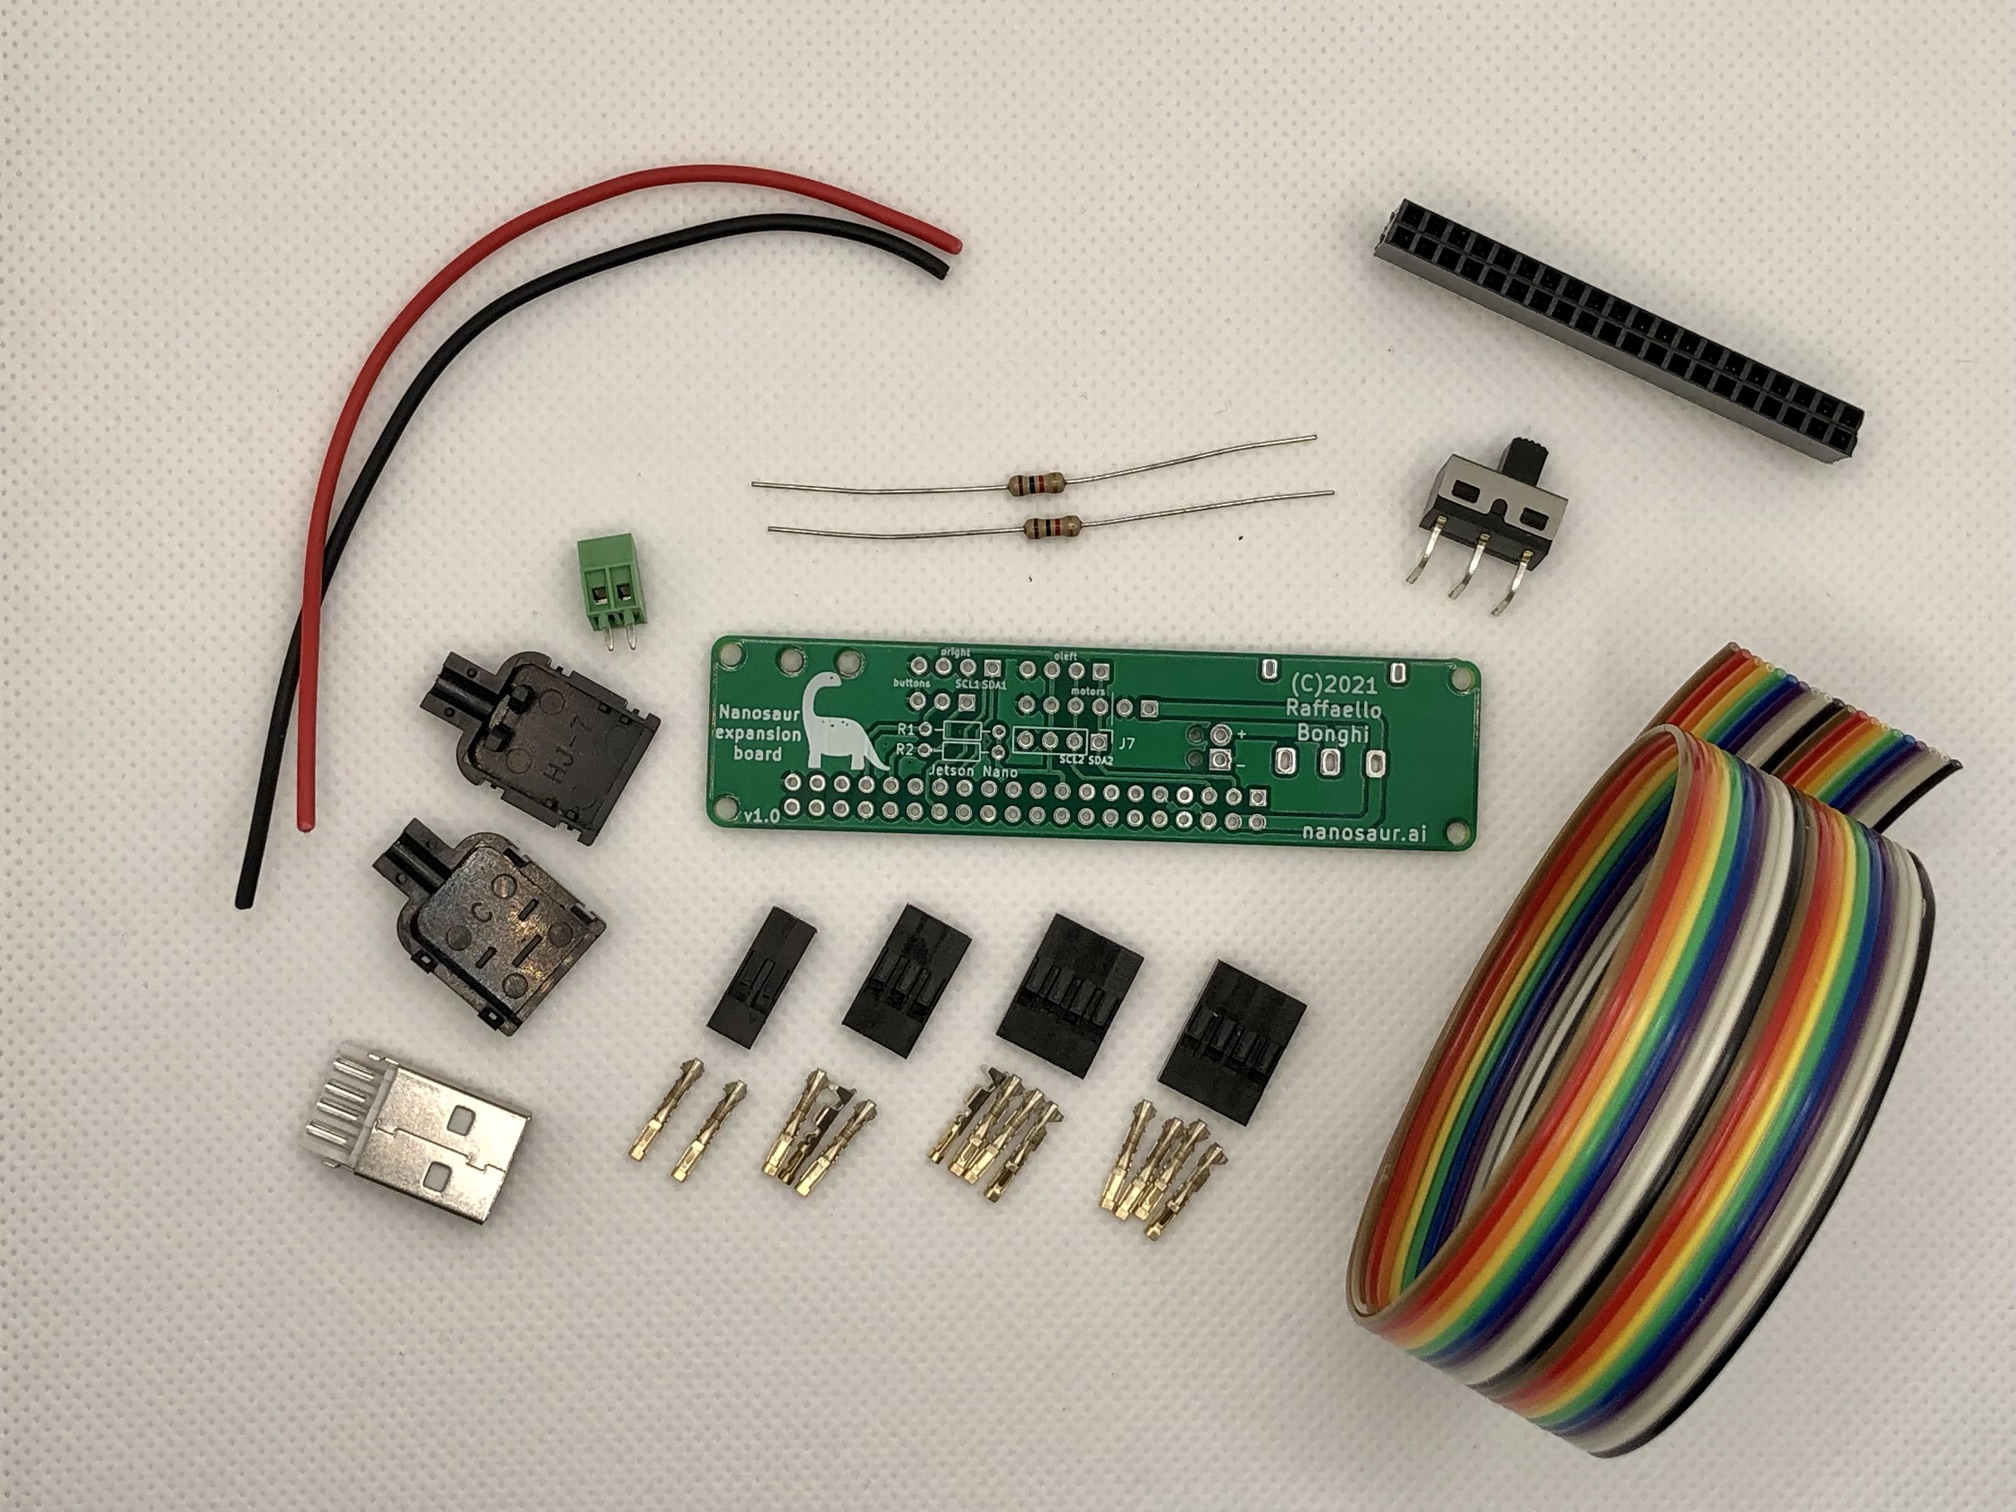 pright
oleft
buttons
SCL1 SDA1
motors
(C)2021
Raffaello
Bonghi
Nanosaur
expansion
board
R1
R2
J7
SCL2 SDA2
+
-
Jetson Nano
v1.0
nanosaur.ai
HJ-7
C